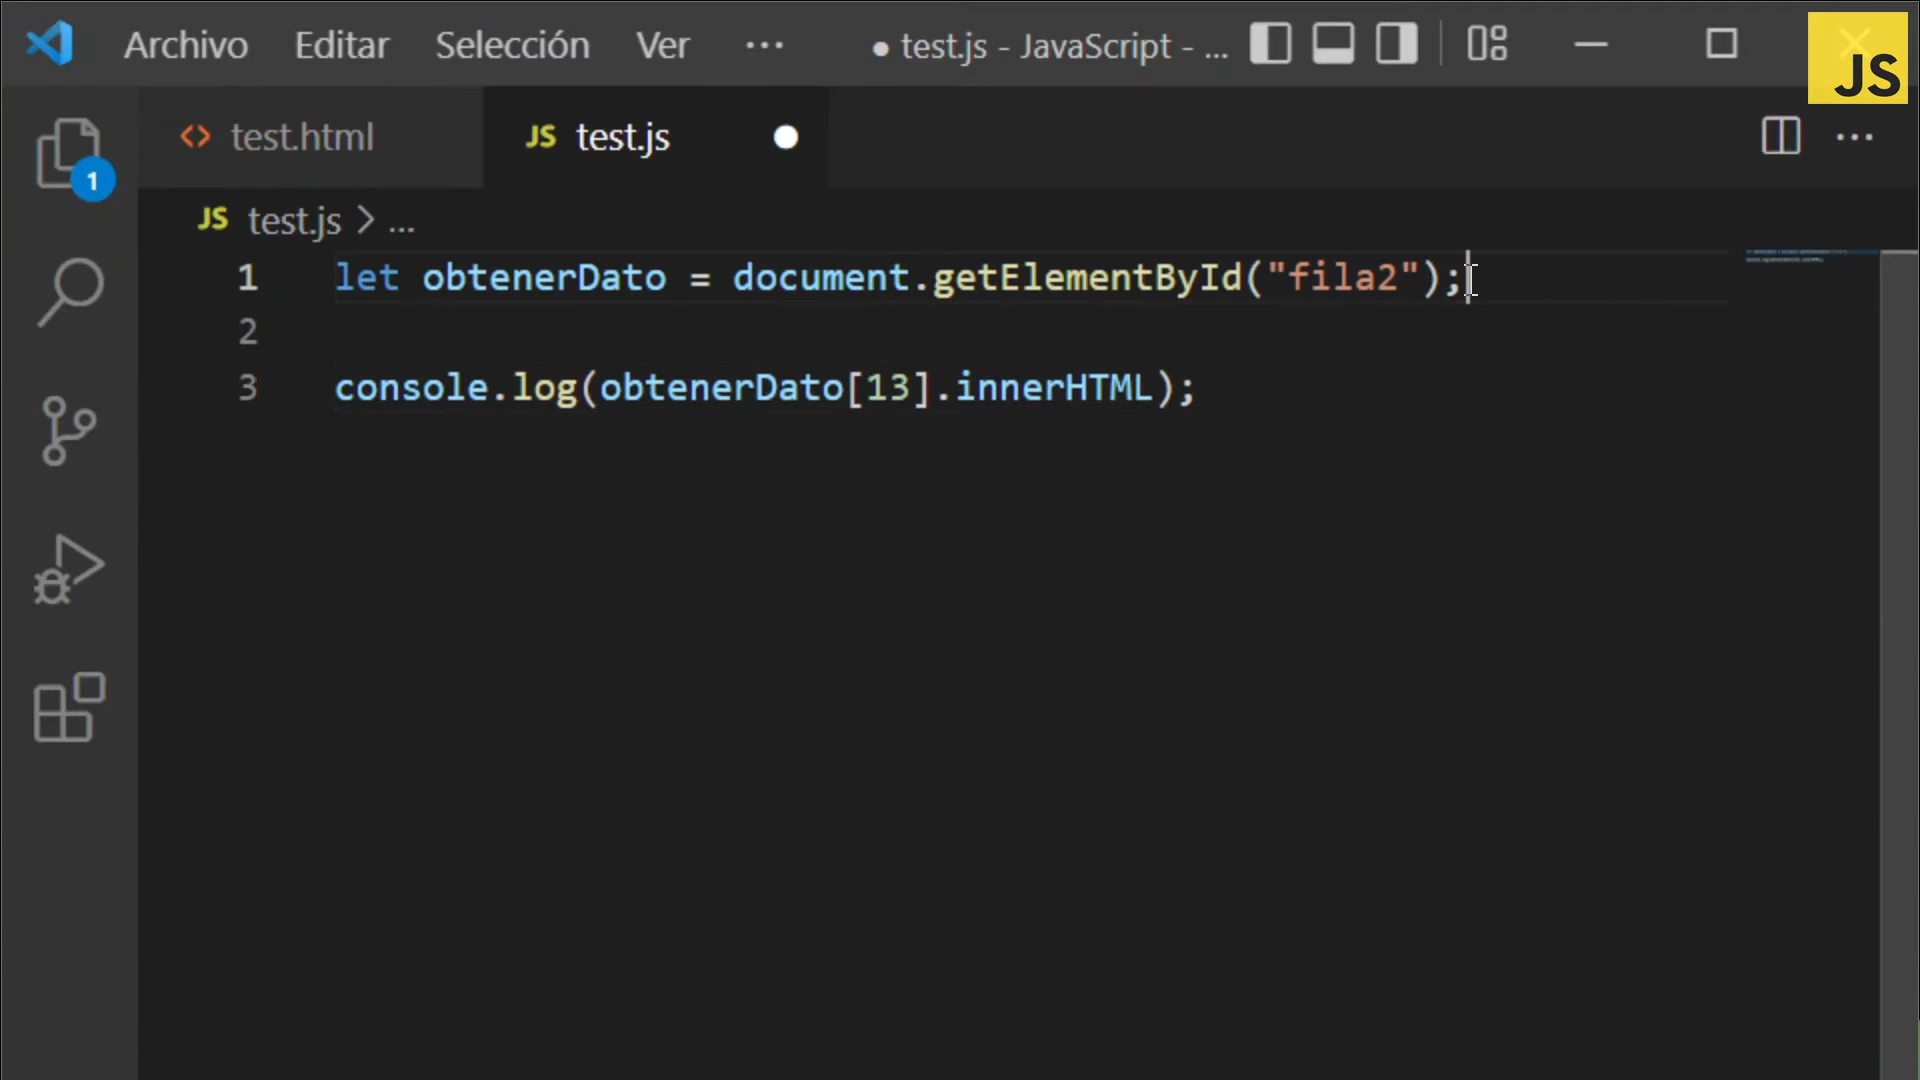 Archivo Editar Selección Ver ··· ● test.js - JavaScript - ...
JS
<> test.html JS test.js ···
1
JS test.js > ...
1 let obtenerDato = document.getElementById("fila2");
2
3 console.log(obtenerDato[13].innerHTML);